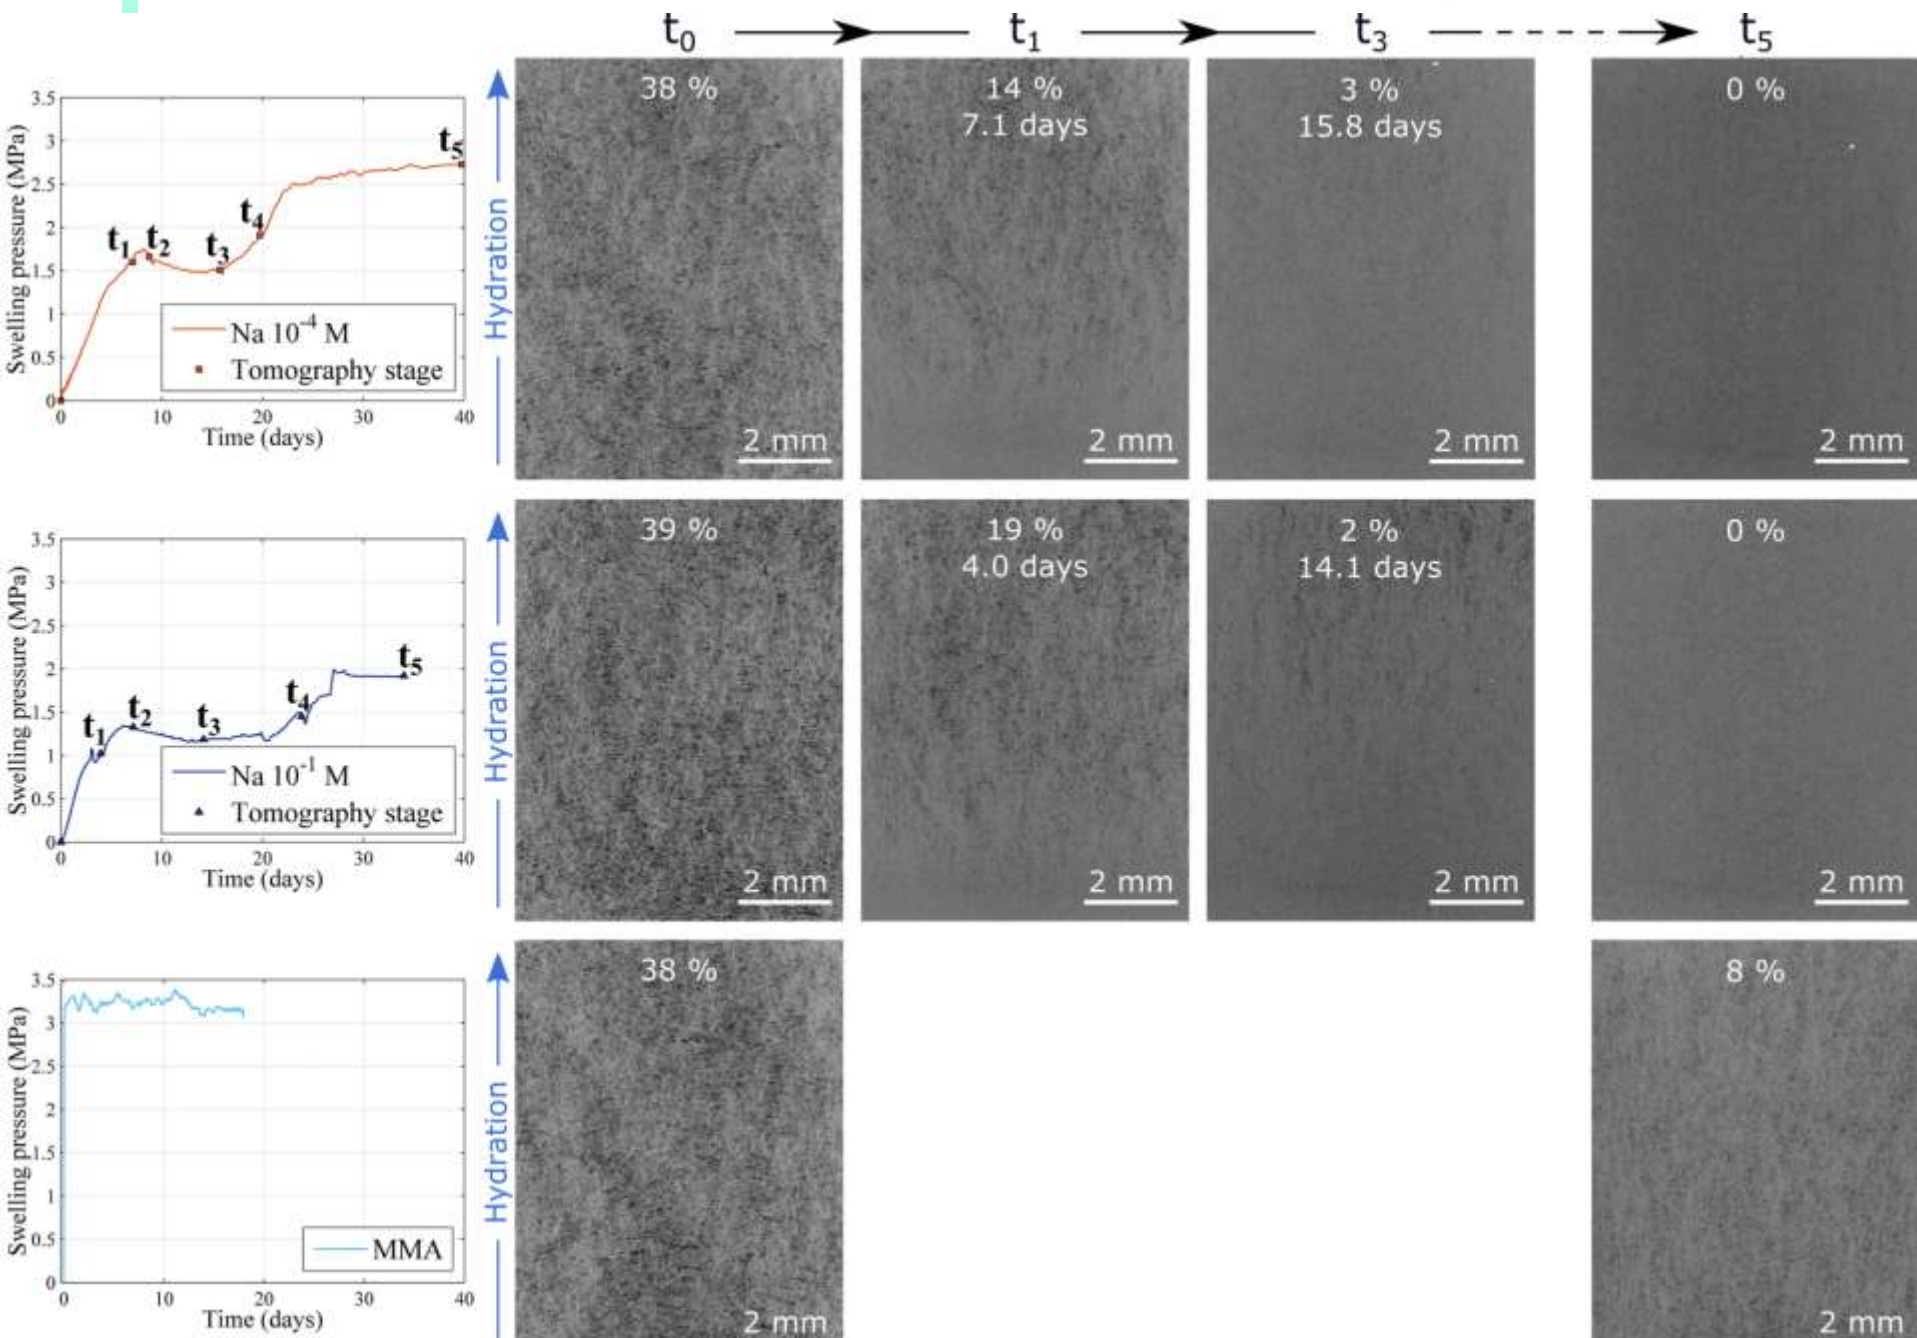 t0 t1 t3 t5
3.5
3
2.5
2
1.5
1
0.5
0
Swelling pressure (MPa)
t1 t2 t3 t4 t5
Na 10-4 M
Tomography stage
0 10 20 30 40
Time (days)
Hydration
38 %
2 mm
14 %
7.1 days
2 mm
3 %
15.8 days
2 mm
0 %
2 mm
3.5
3
2.5
2
1.5
1
0.5
0
Swelling pressure (MPa)
t1 t2 t3 t4 t5
Na 10-1 M
Tomography stage
0 10 20 30 40
Time (days)
Hydration
39 %
2 mm
19 %
4.0 days
2 mm
2 %
14.1 days
2 mm
0 %
2 mm
3.5
3
2.5
2
1.5
1
0.5
0
Swelling pressure (MPa)
MMA
0 10 20 30 40
Time (days)
Hydration
38 %
2 mm
8 %
2 mm